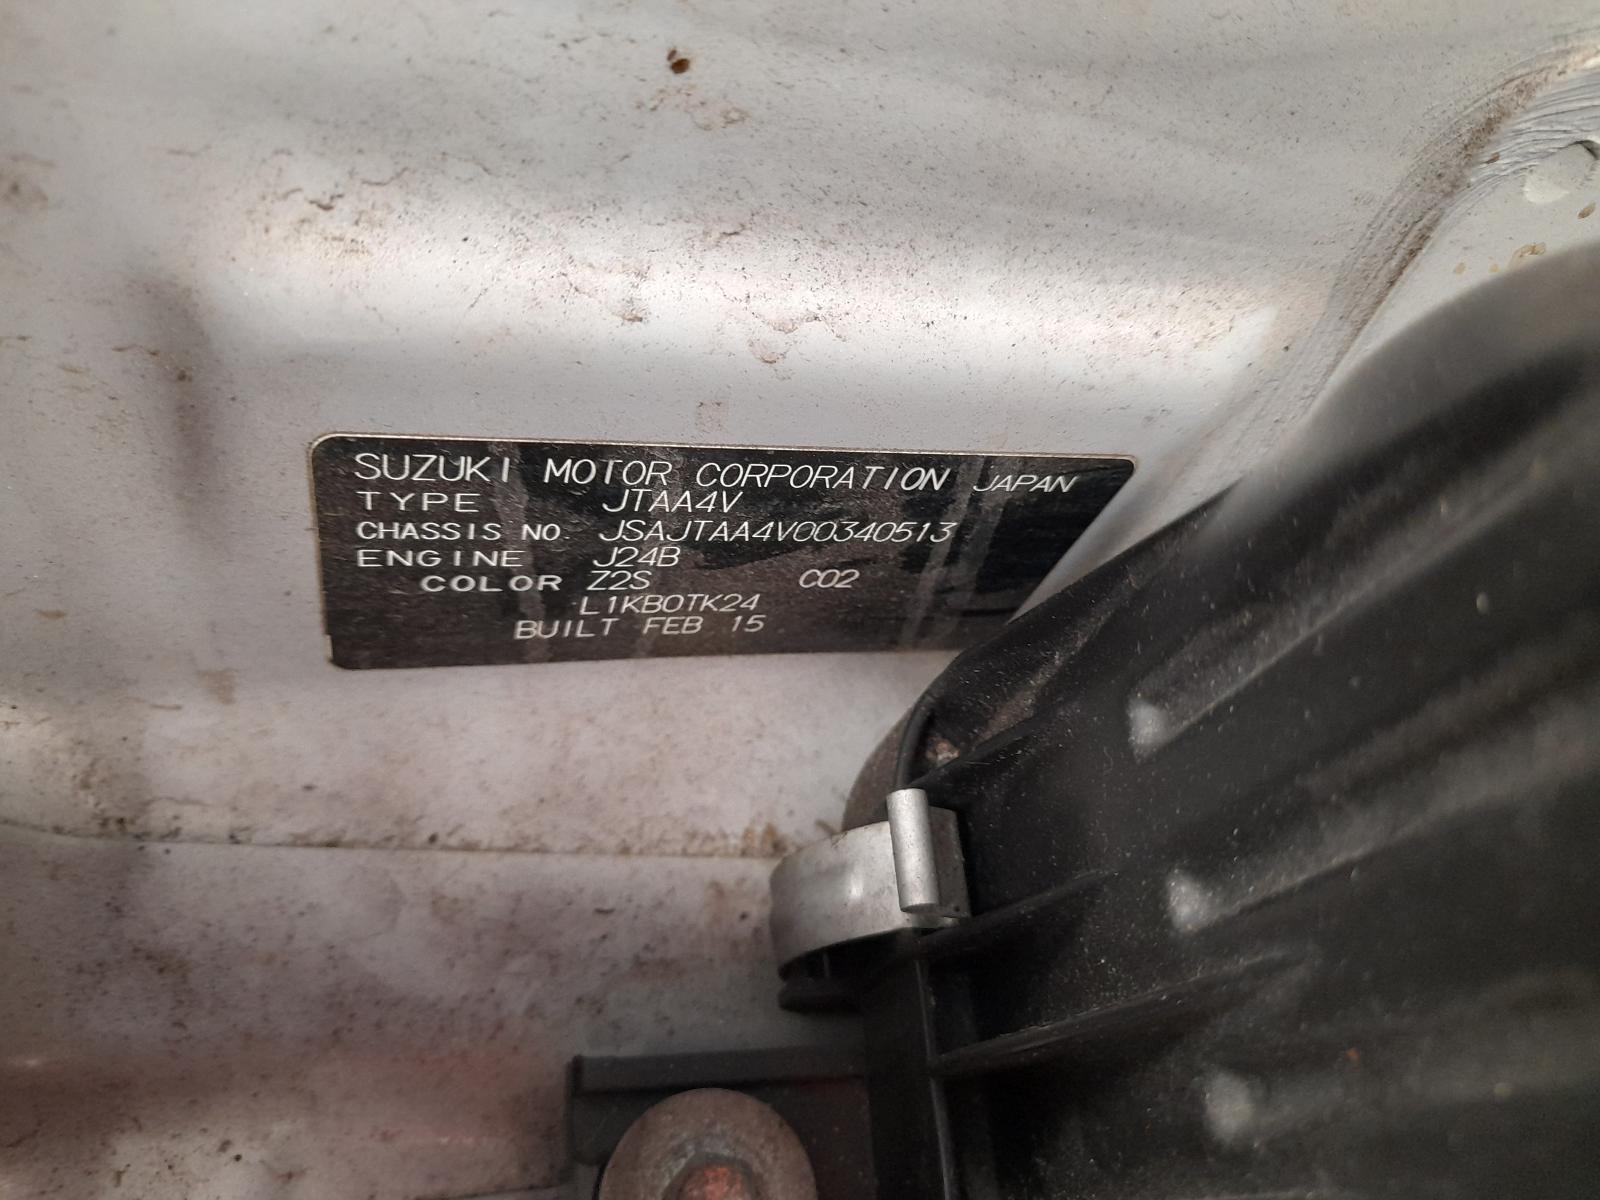 SUZUKI MOTOR CORPORATION JAPAN
TYPE JTAA4V
CHASSIS NO. JSAJTAA4V00340513
ENGINE J24B
COLOR Z2S C02
L1KB0TK24
BUILT FEB 15